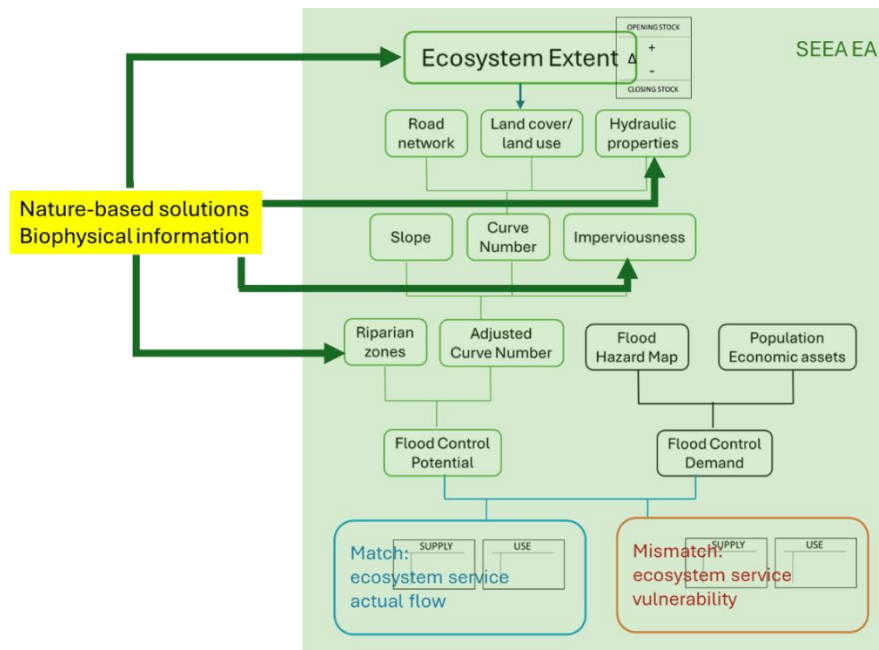 OPENING STOCK
SEEA EA
+
Ecosystem Extent Δ
-
CLOSING STOCK
Road
network
Land cover/
land use
Hydraulic
properties
Nature-based solutions
Biophysical information
Slope
Curve
Number
Imperviousness
Riparian
zones
Adjusted
Curve Number
Flood
Hazard Map
Population
Economic assets
Flood Control
Potential
Flood Control
Demand
SUPPLY
USE
Match:
ecosystem service
actual flow
SUPPLY
USE
Mismatch:
ecosystem service
vulnerability